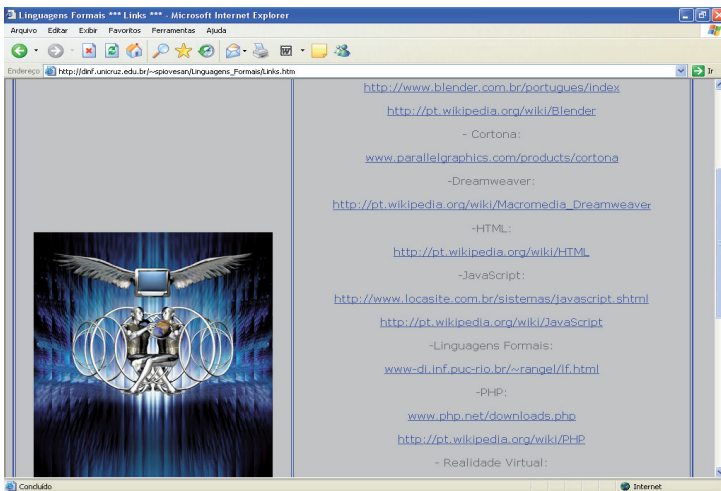 Linguagens Formais *** Links *** - Microsoft Internet Explorer
Arquivo Editar Exibir Favoritos Ferramentas Ajuda
Endereço http://dinf.unicruz.edu.br/~spiovesan/Linguagens_Formais/Links.htm Ir
http://www.blender.com.br/portugues/index
http://pt.wikipedia.org/wiki/Blender
- Cortona:
www.parallelgraphics.com/products/cortona
-Dreamweaver:
http://pt.wikipedia.org/wiki/Macromedia_Dreamweaver
-HTML:
http://pt.wikipedia.org/wiki/HTML
-JavaScript:
http://www.locasite.com.br/sistemas/javascript.shtml
http://pt.wikipedia.org/wiki/JavaScript
-Linguagens Formais:
www-di.inf.puc-rio.br/~rangel/lf.html
-PHP:
www.php.net/downloads.php
http://pt.wikipedia.org/wiki/PHP
- Realidade Virtual:
Concluído Internet